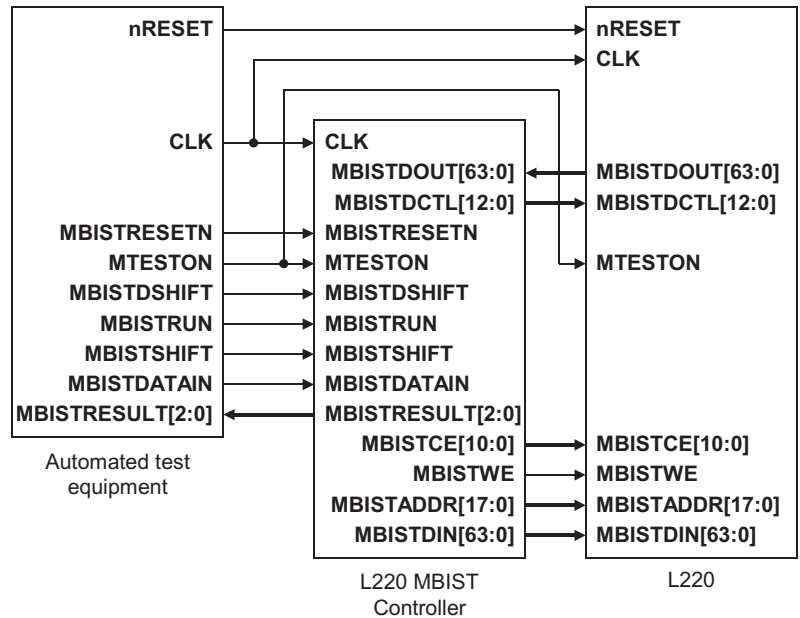 nRESET
CLK
MBISTRESETN
MTESTON
MBISTDSHIFT
MBISTRUN
MBISTSHIFT
MBISTDATAIN
MBISTRESULT[2:0]
Automated test
equipment
CLK
MBISTDOUT[63:0]
MBISTDCTL[12:0]
MBISTRESETN
MTESTON
MBISTDSHIFT
MBISTRUN
MBISTSHIFT
MBISTDATAIN
MBISTRESULT[2:0]
MBISTCE[10:0]
MBISTWE
MBISTADDR[17:0]
MBISTDIN[63:0]
L220 MBIST
Controller
nRESET
CLK
MBISTDOUT[63:0]
MBISTDCTL[12:0]
MTESTON
MBISTCE[10:0]
MBISTWE
MBISTADDR[17:0]
MBISTDIN[63:0]
L220